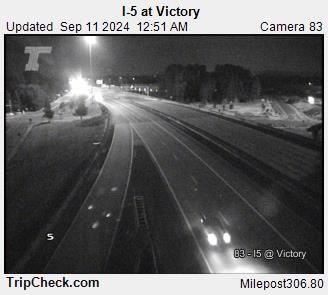 I-5 at Victory
Updated Sep 11 2024 12:51 AM Camera 83
T
S
83 - I5 @ Victory
TripCheck.com Milepost306.80